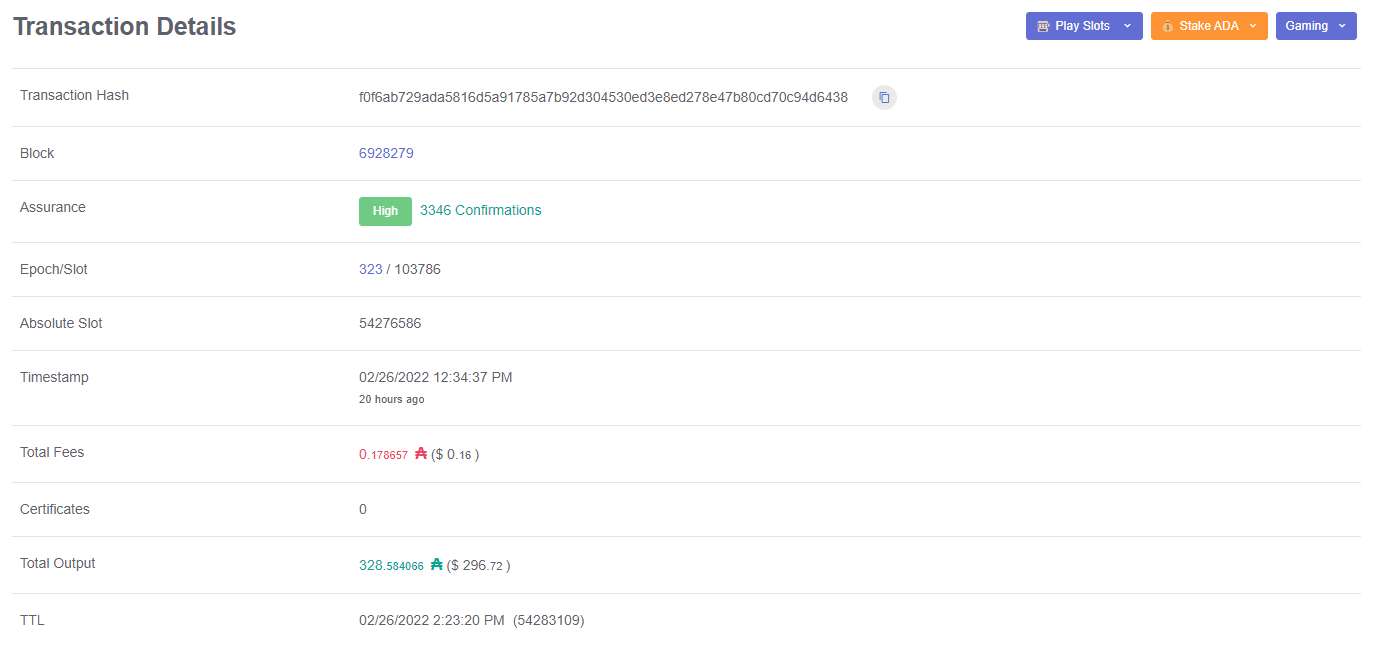 Transaction Details
Play Slots
Stake ADA
Gaming
Transaction Hash f0f6ab729ada5816d5a91785a7b92d304530ed3e8ed278e47b80cd70c94d6438
Block 6928279
Assurance High 3346 Confirmations
Epoch/Slot 323 / 103786
Absolute Slot 54276586
Timestamp 02/26/2022 12:34:37 PM
20 hours ago
Total Fees 0.178657 ₳ ($ 0.16 )
Certificates 0
Total Output 328.584066 ₳ ($ 296.72 )
TTL 02/26/2022 2:23:20 PM (54283109)